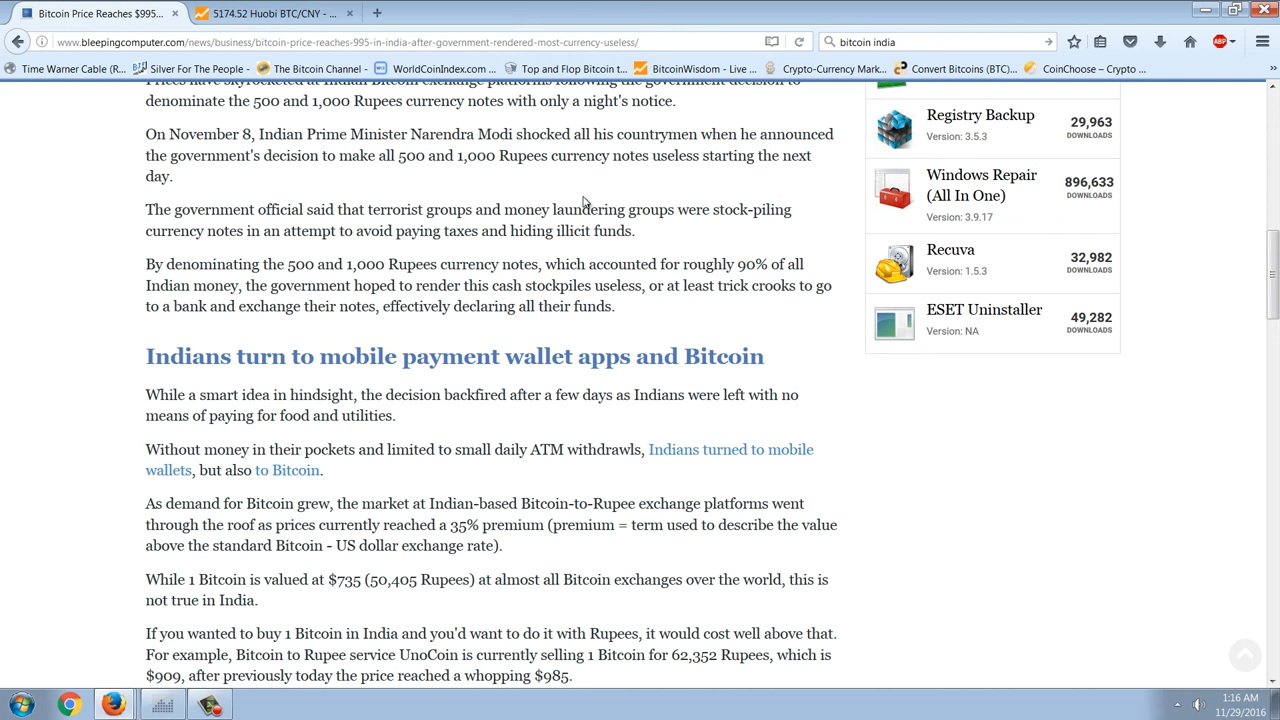 Bitcoin Price Reaches $995...
5174.52 Huobi BTC/CNY - ...
www.bleepingcomputer.com/news/business/bitcoin-price-reaches-995-in-india-after-government-rendered-most-currency-useless/
bitcoin india
ABP
Time Warner Cable (R...
Silver For The People - ...
The Bitcoin Channel - ...
WorldCoinIndex.com ...
Top and Flop Bitcoin t...
BitcoinWisdom - Live ...
Crypto-Currency Mark...
Convert Bitcoins (BTC)...
CoinChoose – Crypto ...
Prices have skyrocketed at Indian Bitcoin exchange platforms following the government decision to
denominate the 500 and 1,000 Rupees currency notes with only a night's notice.
On November 8, Indian Prime Minister Narendra Modi shocked all his countrymen when he announced
the government's decision to make all 500 and 1,000 Rupees currency notes useless starting the next
day.
The government official said that terrorist groups and money laundering groups were stock-piling
currency notes in an attempt to avoid paying taxes and hiding illicit funds.
By denominating the 500 and 1,000 Rupees currency notes, which accounted for roughly 90% of all
Indian money, the government hoped to render this cash stockpiles useless, or at least trick crooks to go
to a bank and exchange their notes, effectively declaring all their funds.
Indians turn to mobile payment wallet apps and Bitcoin
While a smart idea in hindsight, the decision backfired after a few days as Indians were left with no
means of paying for food and utilities.
Without money in their pockets and limited to small daily ATM withdrawls, Indians turned to mobile
wallets, but also to Bitcoin.
As demand for Bitcoin grew, the market at Indian-based Bitcoin-to-Rupee exchange platforms went
through the roof as prices currently reached a 35% premium (premium = term used to describe the value
above the standard Bitcoin - US dollar exchange rate).
While 1 Bitcoin is valued at $735 (50,405 Rupees) at almost all Bitcoin exchanges over the world, this is
not true in India.
If you wanted to buy 1 Bitcoin in India and you'd want to do it with Rupees, it would cost well above that.
For example, Bitcoin to Rupee service UnoCoin is currently selling 1 Bitcoin for 62,352 Rupees, which is
$909, after previously today the price reached a whopping $985.
Registry Backup
Version: 3.5.3
29,963
DOWNLOADS
Windows Repair
(All In One)
Version: 3.9.17
896,633
DOWNLOADS
Recuva
Version: 1.5.3
32,982
DOWNLOADS
ESET Uninstaller
Version: NA
49,282
DOWNLOADS
1:16 AM
11/29/2016